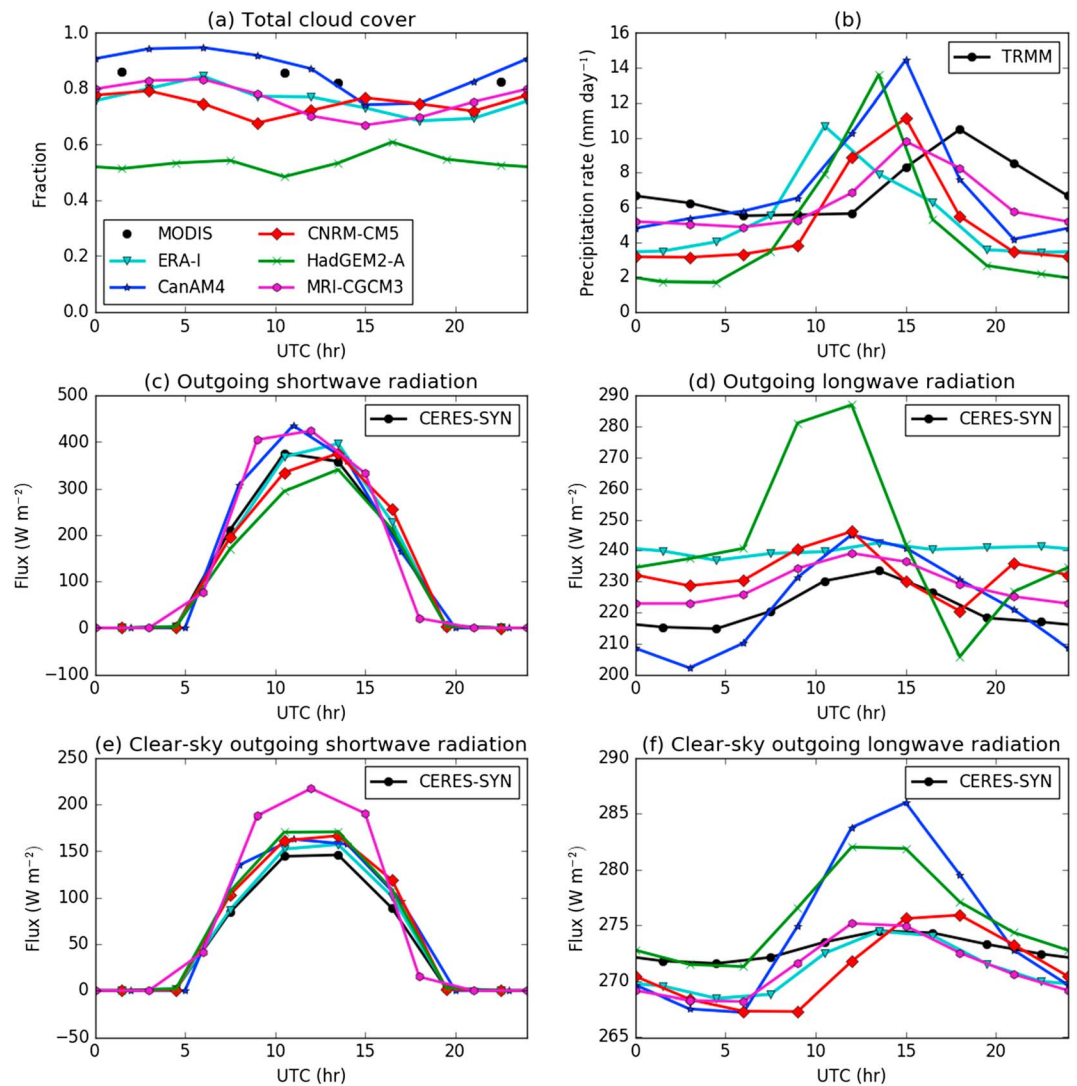 (a) Total cloud cover
1.0
0.8
0.6
0.4
0.2
0.0
Fraction
MODIS
ERA-I
CanAM4
CNRM-CM5
HadGEM2-A
MRI-CGCM3
0 5 10 15 20
UTC (hr)
(b)
16
14
12
10
8
6
4
2
0
Precipitation rate (mm day⁻¹)
TRMM
0 5 10 15 20
UTC (hr)
(c) Outgoing shortwave radiation
500
400
300
200
100
0
−100
Flux (W m⁻²)
CERES-SYN
0 5 10 15 20
UTC (hr)
(d) Outgoing longwave radiation
290
280
270
260
250
240
230
220
210
200
Flux (W m⁻²)
CERES-SYN
0 5 10 15 20
UTC (hr)
(e) Clear-sky outgoing shortwave radiation
250
200
150
100
50
0
−50
Flux (W m⁻²)
CERES-SYN
0 5 10 15 20
UTC (hr)
(f) Clear-sky outgoing longwave radiation
290
285
280
275
270
265
Flux (W m⁻²)
CERES-SYN
0 5 10 15 20
UTC (hr)